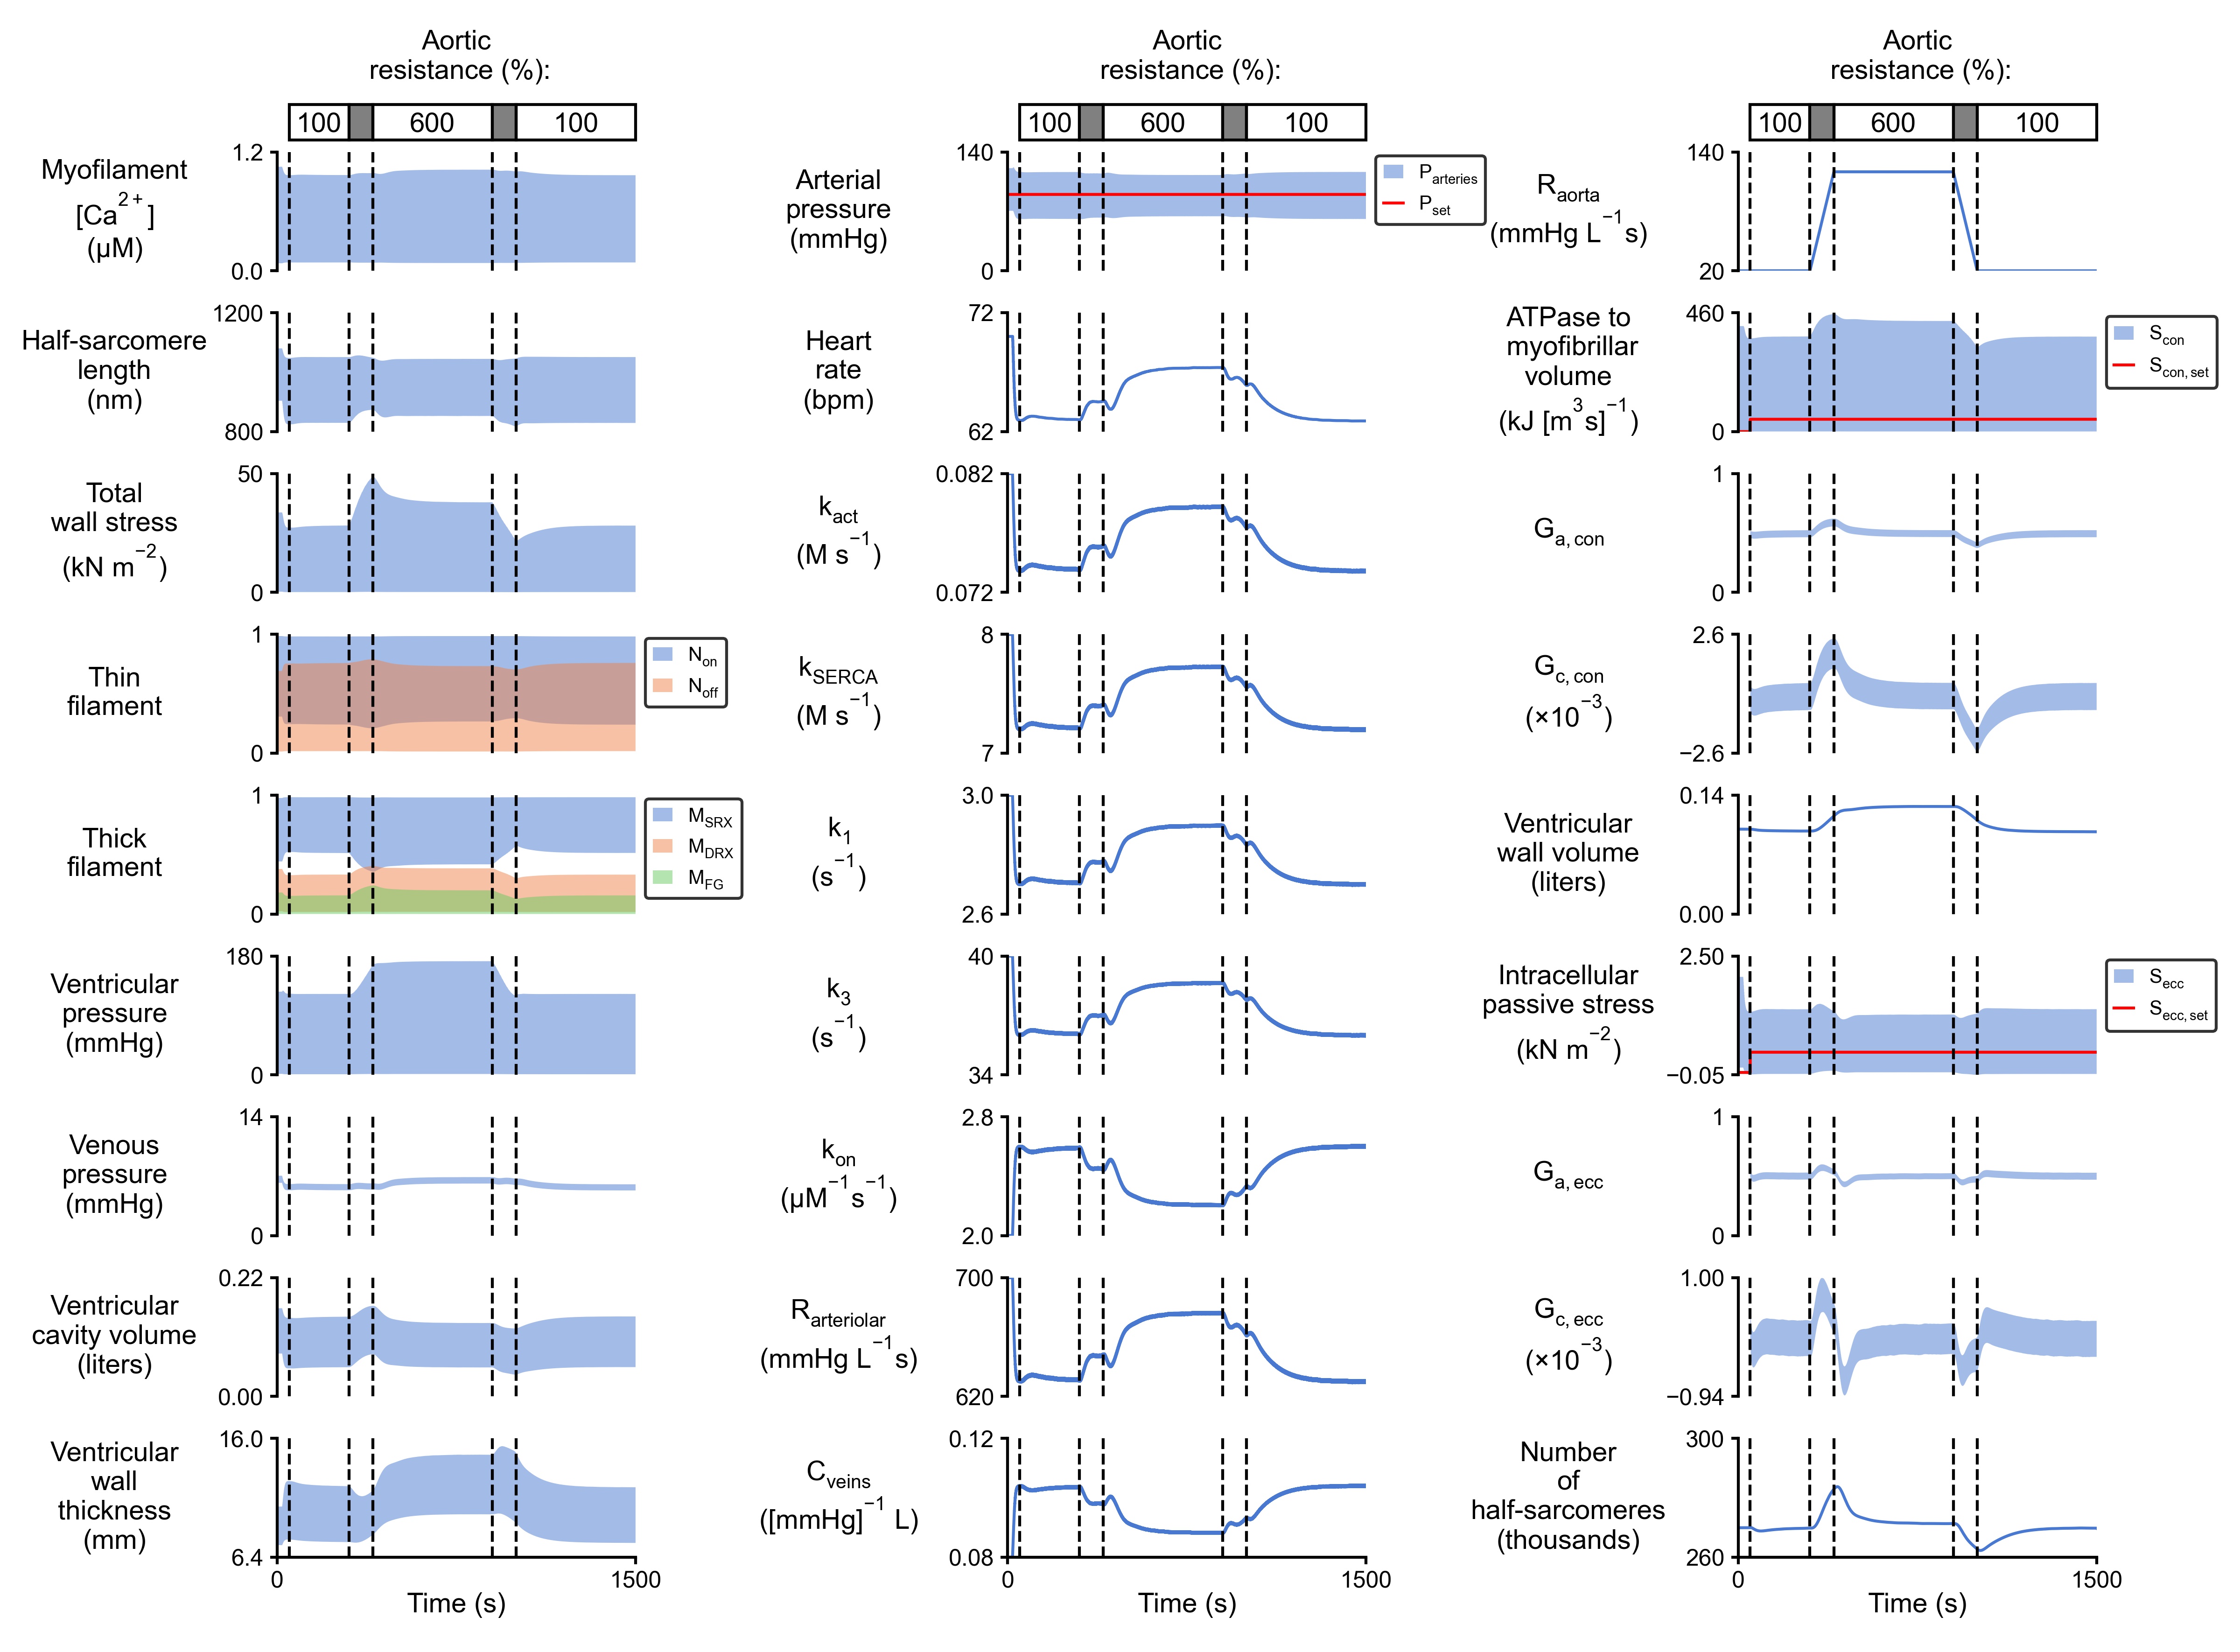 Aortic
resistance (%):
100 600 100
Myofilament
[Ca2+]
(µM)
1.2
0.0
Half-sarcomere
length
(nm)
1200
800
Total
wall stress
(kN m−2)
50
0
Thin
filament
1
0
Non
Noff
Thick
filament
1
0
MSRX
MDRX
MFG
Ventricular
pressure
(mmHg)
180
0
Venous
pressure
(mmHg)
14
0
Ventricular
cavity volume
(liters)
0.22
0.00
Ventricular
wall
thickness
(mm)
16.0
6.4
0 1500
Time (s)
Aortic
resistance (%):
100 600 100
Arterial
pressure
(mmHg)
140
0
Parteries
Pset
Heart
rate
(bpm)
72
62
kact
(M s−1)
0.082
0.072
kSERCA
(M s−1)
8
7
k1
(s−1)
3.0
2.6
k3
(s−1)
40
34
kon
(µM−1s−1)
2.8
2.0
Rarteriolar
(mmHg L−1s)
700
620
Cveins
([mmHg]−1 L)
0.12
0.08
0 1500
Time (s)
Aortic
resistance (%):
100 600 100
Raorta
(mmHg L−1s)
140
20
ATPase to
myofibrillar
volume
(kJ [m3s]−1)
460
0
Scon
Scon, set
Ga, con
1
0
Gc, con
(×10−3)
2.6
−2.6
Ventricular
wall volume
(liters)
0.14
0.00
Intracellular
passive stress
(kN m−2)
2.50
−0.05
Secc
Secc, set
Ga, ecc
1
0
Gc, ecc
(×10−3)
1.00
−0.94
Number
of
half-sarcomeres
(thousands)
300
260
0 1500
Time (s)